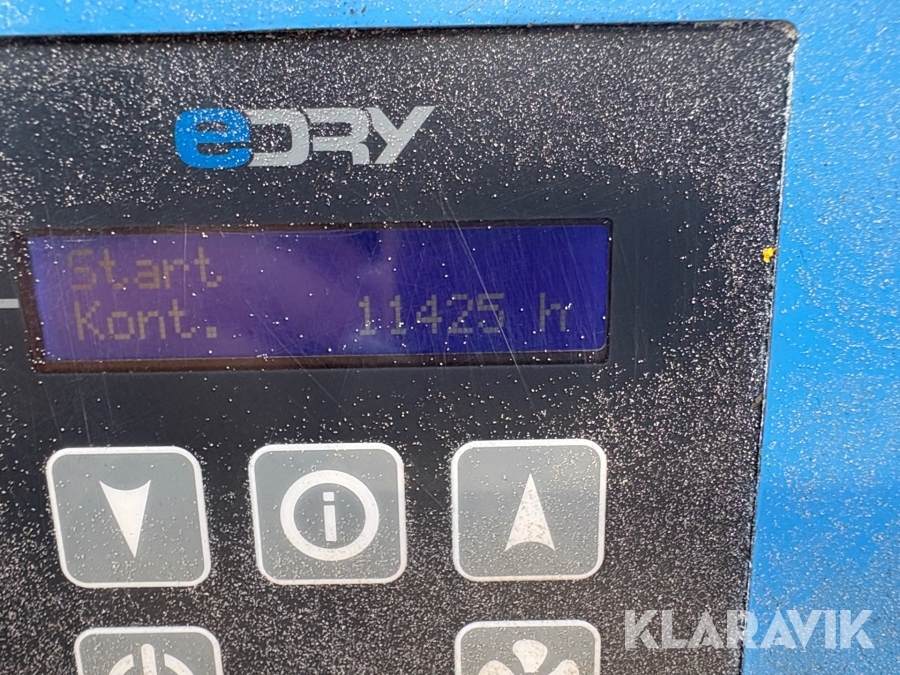 eDRY
Start
Kont. 11425 h
i
KLARAVIK